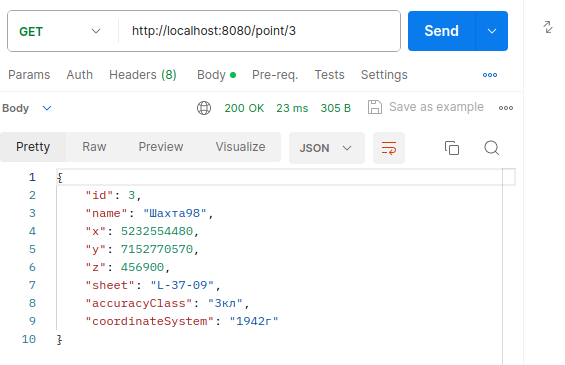 GET http://localhost:8080/point/3 Send
Params Auth Headers (8) Body Pre-req. Tests Settings
Body 200 OK 23 ms 305 B Save as example
Pretty Raw Preview Visualize JSON
1 {
2 "id": 3,
3 "name": "Шахта98",
4 "x": 5232554480,
5 "y": 7152770570,
6 "z": 456900,
7 "sheet": "L-37-09",
8 "accuracyClass": "3кл",
9 "coordinateSystem": "1942г"
10 }